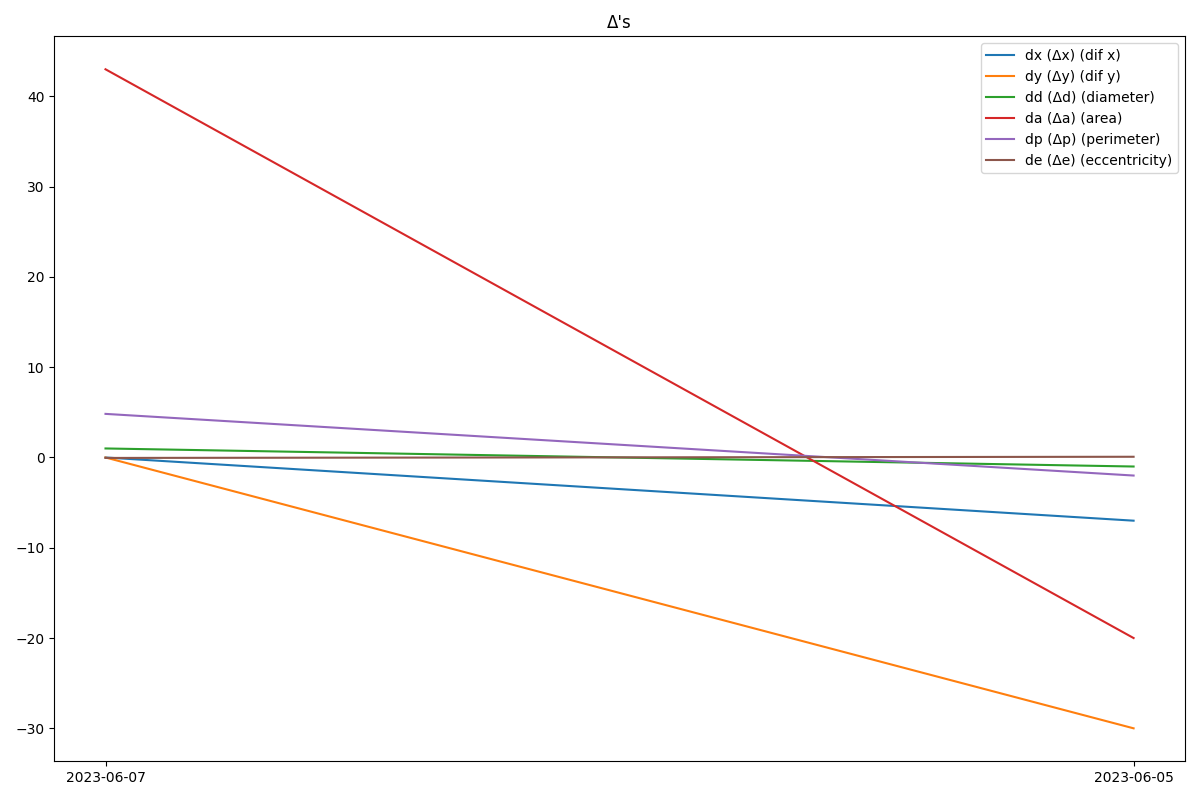 Δ's
dx (Δx) (dif x)
dy (Δy) (dif y)
dd (Δd) (diameter)
da (Δa) (area)
dp (Δp) (perimeter)
de (Δe) (eccentricity)
40
30
20
10
0
−10
−20
−30
2023-06-07
2023-06-05